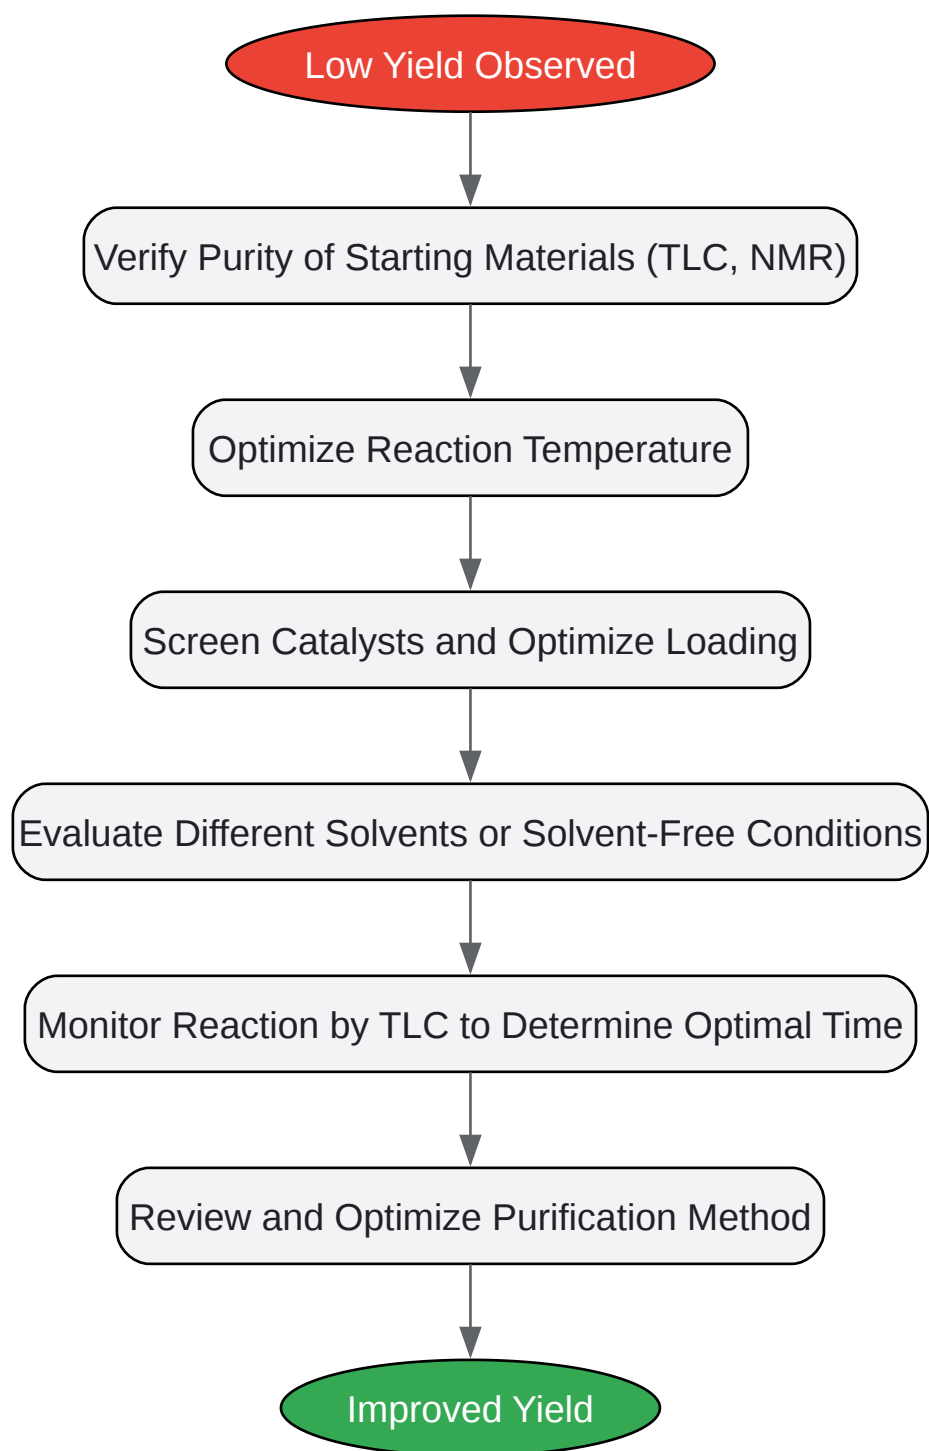 Low Yield Observed
Verify Purity of Starting Materials (TLC, NMR)
Optimize Reaction Temperature
Screen Catalysts and Optimize Loading
Evaluate Different Solvents or Solvent-Free Conditions
Monitor Reaction by TLC to Determine Optimal Time
Review and Optimize Purification Method
Improved Yield